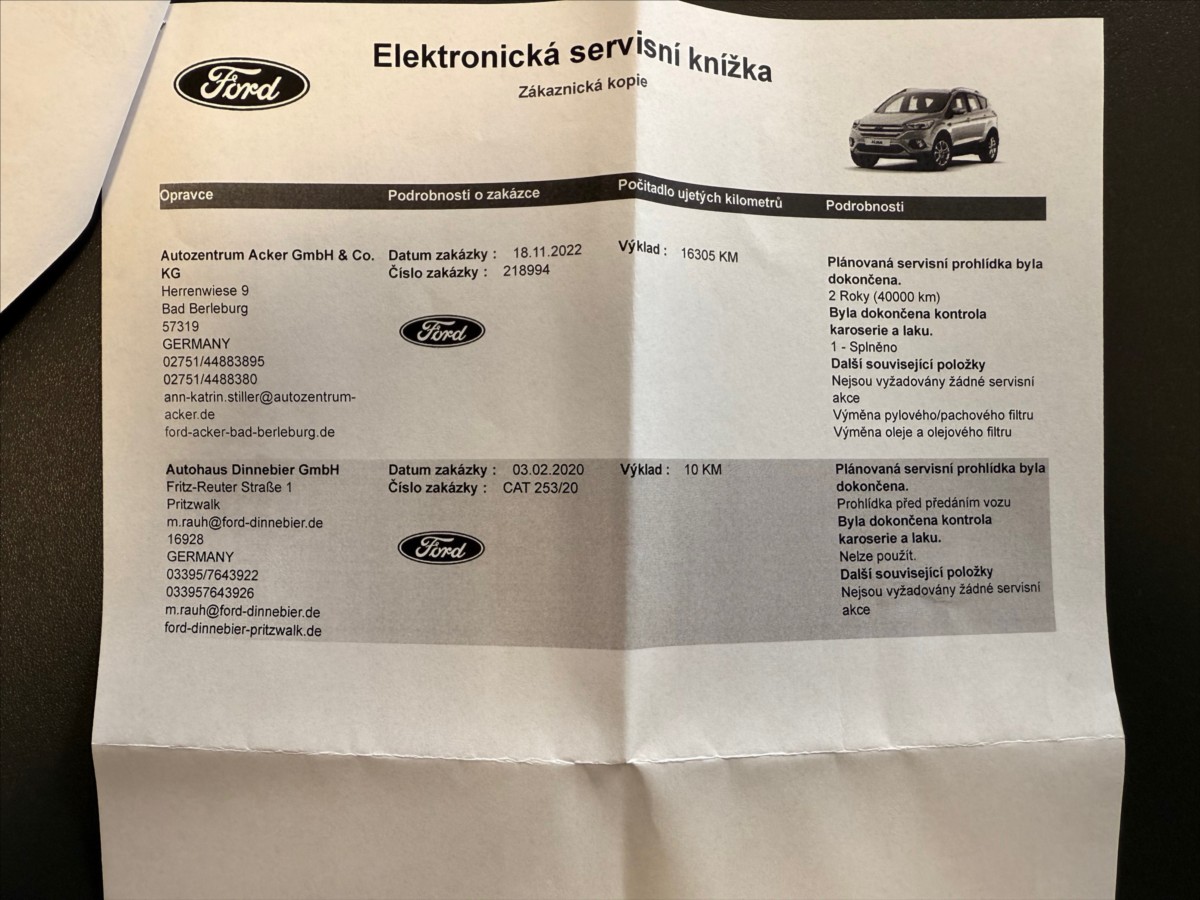 Ford
Elektronická servisní knížka
Zákaznická kopie
Opravce Podrobnosti o zakázce Počitadlo ujetých kilometrů Podrobnosti
Autozentrum Acker GmbH & Co.
KG
Herrenwiese 9
Bad Berleburg
57319
GERMANY
02751/44883895
02751/4488380
ann-katrin.stiller@autozentrum-
acker.de
ford-acker-bad-berleburg.de
Datum zakázky : 18.11.2022
Číslo zakázky : 218994
Ford
Výklad : 16305 KM
Plánovaná servisní prohlídka byla
dokončena.
2 Roky (40000 km)
Byla dokončena kontrola
karoserie a laku.
1 - Splněno
Další související položky
Nejsou vyžadovány žádné servisní
akce
Výměna pylového/pachového filtru
Výměna oleje a olejového filtru
Autohaus Dinnebier GmbH
Fritz-Reuter Straße 1
Pritzwalk
m.rauh@ford-dinnebier.de
16928
GERMANY
03395/7643922
033957643926
m.rauh@ford-dinnebier.de
ford-dinnebier-pritzwalk.de
Datum zakázky : 03.02.2020
Číslo zakázky : CAT 253/20
Ford
Výklad : 10 KM
Plánovaná servisní prohlídka byla
dokončena.
Prohlídka před předáním vozu
Byla dokončena kontrola
karoserie a laku.
Nelze použít.
Další související položky
Nejsou vyžadovány žádné servisní
akce